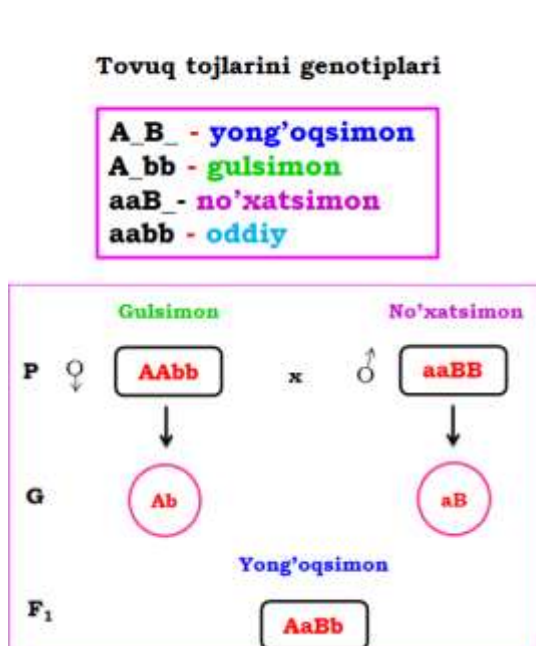 Tovuq tojlarini genotiplari
A_B_ - yong'oqsimon
A_bb - gulsimon
aaB_- no'xatsimon
aabb - oddiy
Gulsimon No'xatsimon
P ♀ AAbb x ♂ aaBB
G Ab aB
Yong'oqsimon
F₁ AaBb